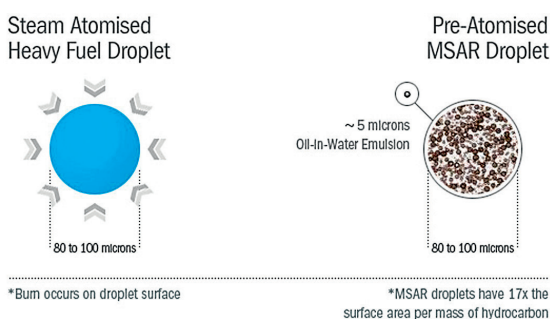 Steam Atomised
Heavy Fuel Droplet
80 to 100 microns
*Burn occurs on droplet surface
Pre-Atomised
MSAR Droplet
~ 5 microns
Oil-In-Water Emulsion
80 to 100 microns
*MSAR droplets have 17x the
surface area per mass of hydrocarbon